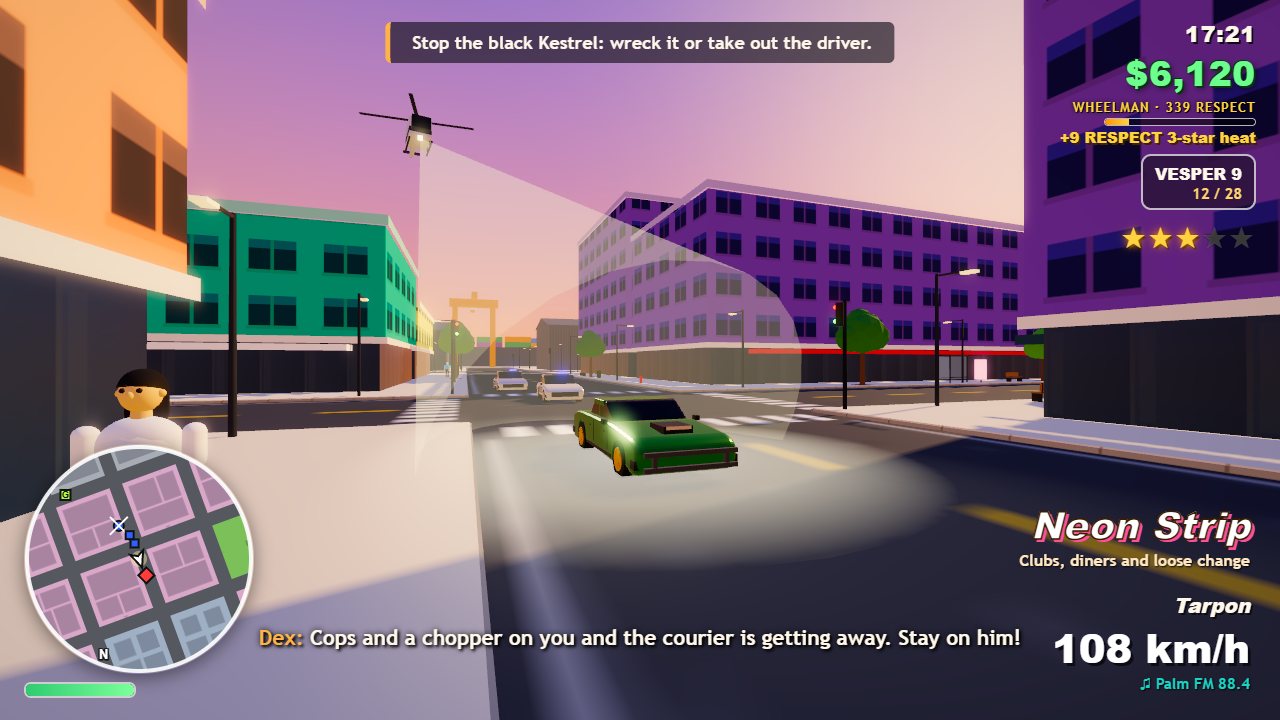 Stop the black Kestrel: wreck it or take out the driver.
17:21
$6,120
WHEELMAN · 339 RESPECT
+9 RESPECT 3-star heat
VESPER 9
12 / 28
G
N
Neon Strip
Clubs, diners and loose change
Dex: Cops and a chopper on you and the courier is getting away. Stay on him!
Tarpon
108 km/h
♫ Palm FM 88.4